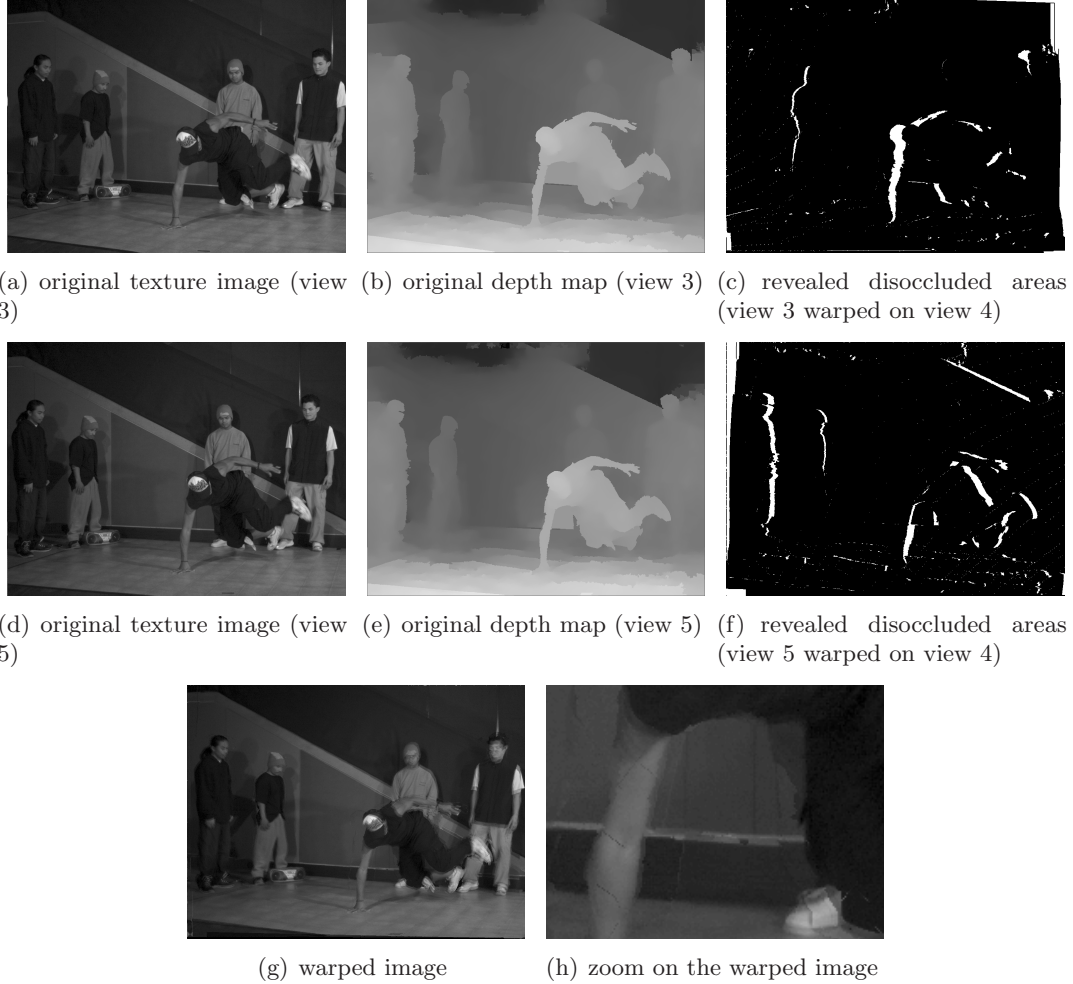 (a) original texture image (view 3)
(b) original depth map (view 3)
(c) revealed disoccluded areas
(view 3 warped on view 4)
(d) original texture image (view 5)
(e) original depth map (view 5)
(f) revealed disoccluded areas
(view 5 warped on view 4)
(g) warped image
(h) zoom on the warped image